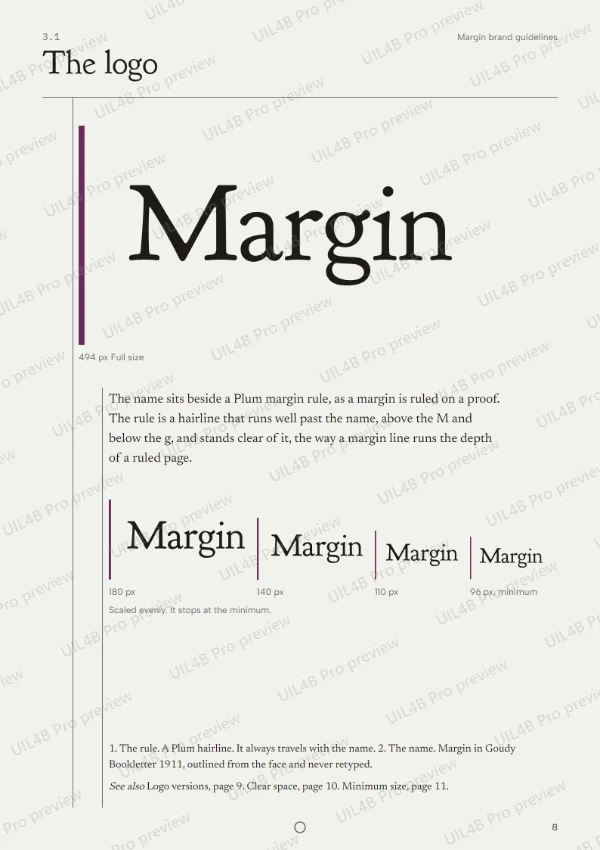 3.1
Margin brand guidelines
The logo
Margin
494 px Full size
The name sits beside a Plum margin rule, as a margin is ruled on a proof.
The rule is a hairline that runs well past the name, above the M and
below the g, and stands clear of it, the way a margin line runs the depth
of a ruled page.
Margin Margin Margin Margin
180 px 140 px 110 px 96 px, minimum
Scaled evenly. It stops at the minimum.
1. The rule. A Plum hairline. It always travels with the name. 2. The name. Margin in Goudy
Bookletter 1911, outlined from the face and never retyped.
See also Logo versions, page 9. Clear space, page 10. Minimum size, page 11.
8
UIL4B Pro preview